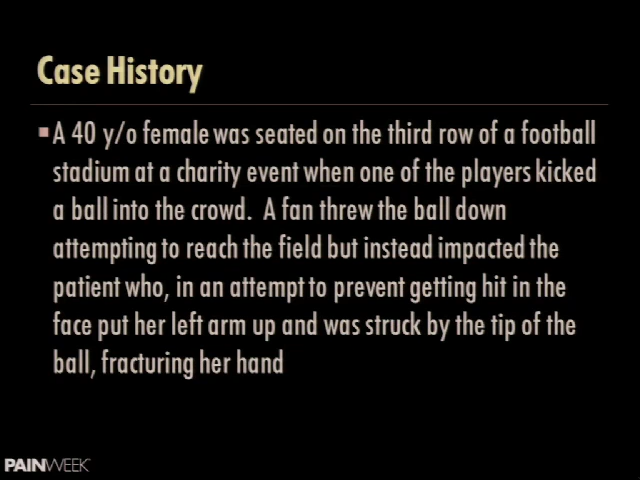 Case History
▪A 40 y/o female was seated on the third row of a football
stadium at a charity event when one of the players kicked
a ball into the crowd.  A fan threw the ball down
attempting to reach the field but instead impacted the
patient who, in an attempt to prevent getting hit in the
face put her left arm up and was struck by the tip of the
ball, fracturing her hand
PAINWEEK